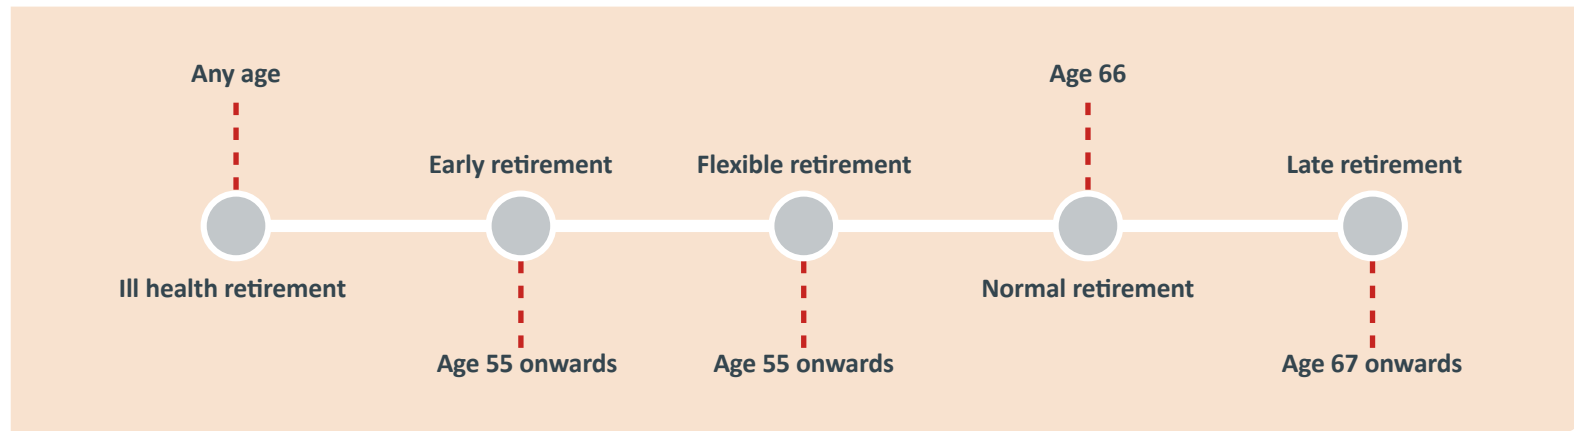 Any age
Age 66
Early retirement
Flexible retirement
Late retirement
Ill health retirement
Normal retirement
Age 55 onwards
Age 55 onwards
Age 67 onwards